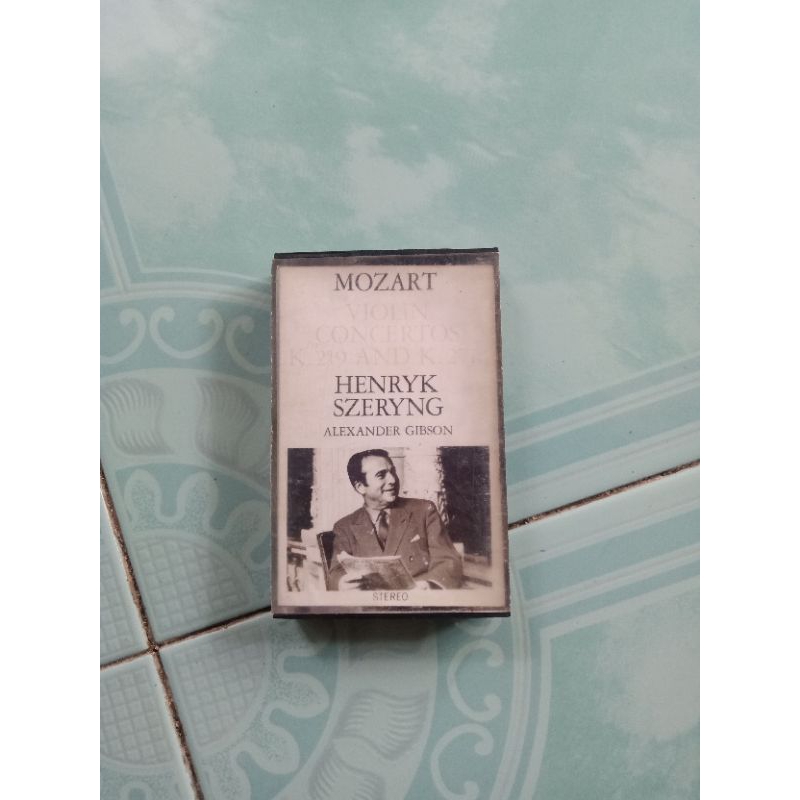 MOZART
VIOLIN
CONCERTOS
K.219 AND
HENRYK
SZERYNG
ALEXANDER GIBSON
STEREO